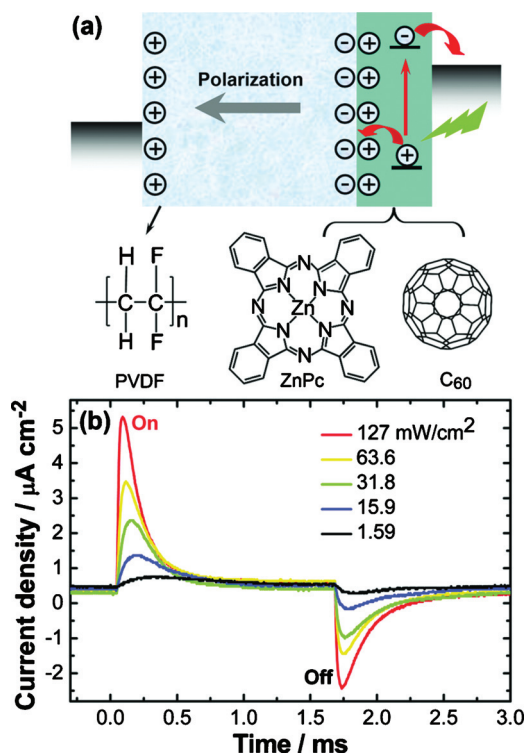 (a)
Polarization
H F
C C
H F
n
PVDF
N N N
N Zn N
N N N
ZnPc
C60
(b)
On
127 mW/cm²
63.6
31.8
15.9
1.59
Off
Current density / μA cm⁻²
5
4
3
2
1
0
-1
-2
0.0 0.5 1.0 1.5 2.0 2.5 3.0
Time / ms